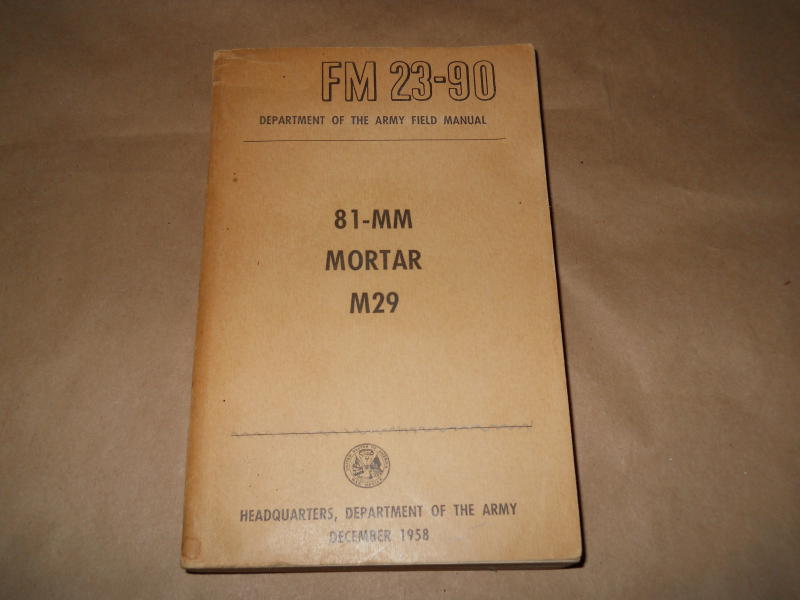 FM 23-90
DEPARTMENT OF THE ARMY FIELD MANUAL
81-MM
MORTAR
M29
HEADQUARTERS, DEPARTMENT OF THE ARMY
DECEMBER 1958